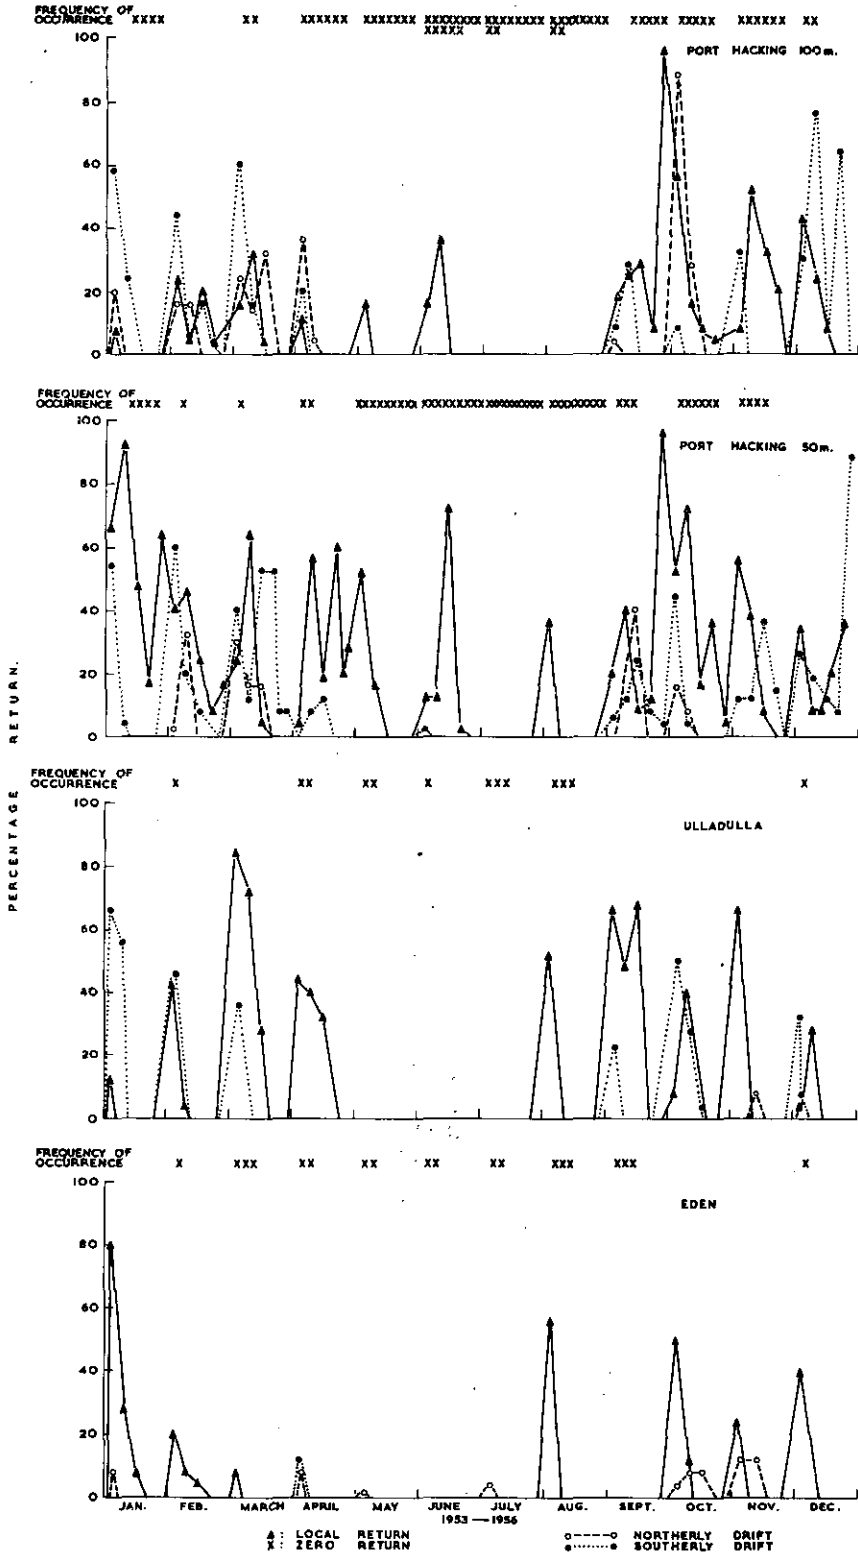 FREQUENCY OF
OCCURRENCE XXXX XX XXXXXX XXXXXXX XXXXXXXX XXXXXXXX XXXXXXXXX XXXXX XXXXX XXXXXX XX
XXXXX XX XX
PORT HACKING 100m.
100
80
60
40
20
0
FREQUENCY OF
OCCURRENCE XXXX X X XX XXXXXXXXX XXXXXXXXX XXXXXXXXXX XXXXXXXXX XXX XXXXXX XXXX
PORT HACKING 50m.
100
80
60
40
20
0
PERCENTAGE RETURN.
FREQUENCY OF
OCCURRENCE X XX XX X XXX XXX X
ULLADULLA
100
80
60
40
20
0
FREQUENCY OF
OCCURRENCE X XXX XX XX XX XX XXX XXX X
EDEN
100
80
60
40
20
0
JAN. FEB. MARCH APRIL MAY JUNE JULY AUG. SEPT. OCT. NOV. DEC.
1953—1956
▲ : LOCAL RETURN
X : ZERO RETURN
o-----o NORTHERLY DRIFT
●......● SOUTHERLY DRIFT